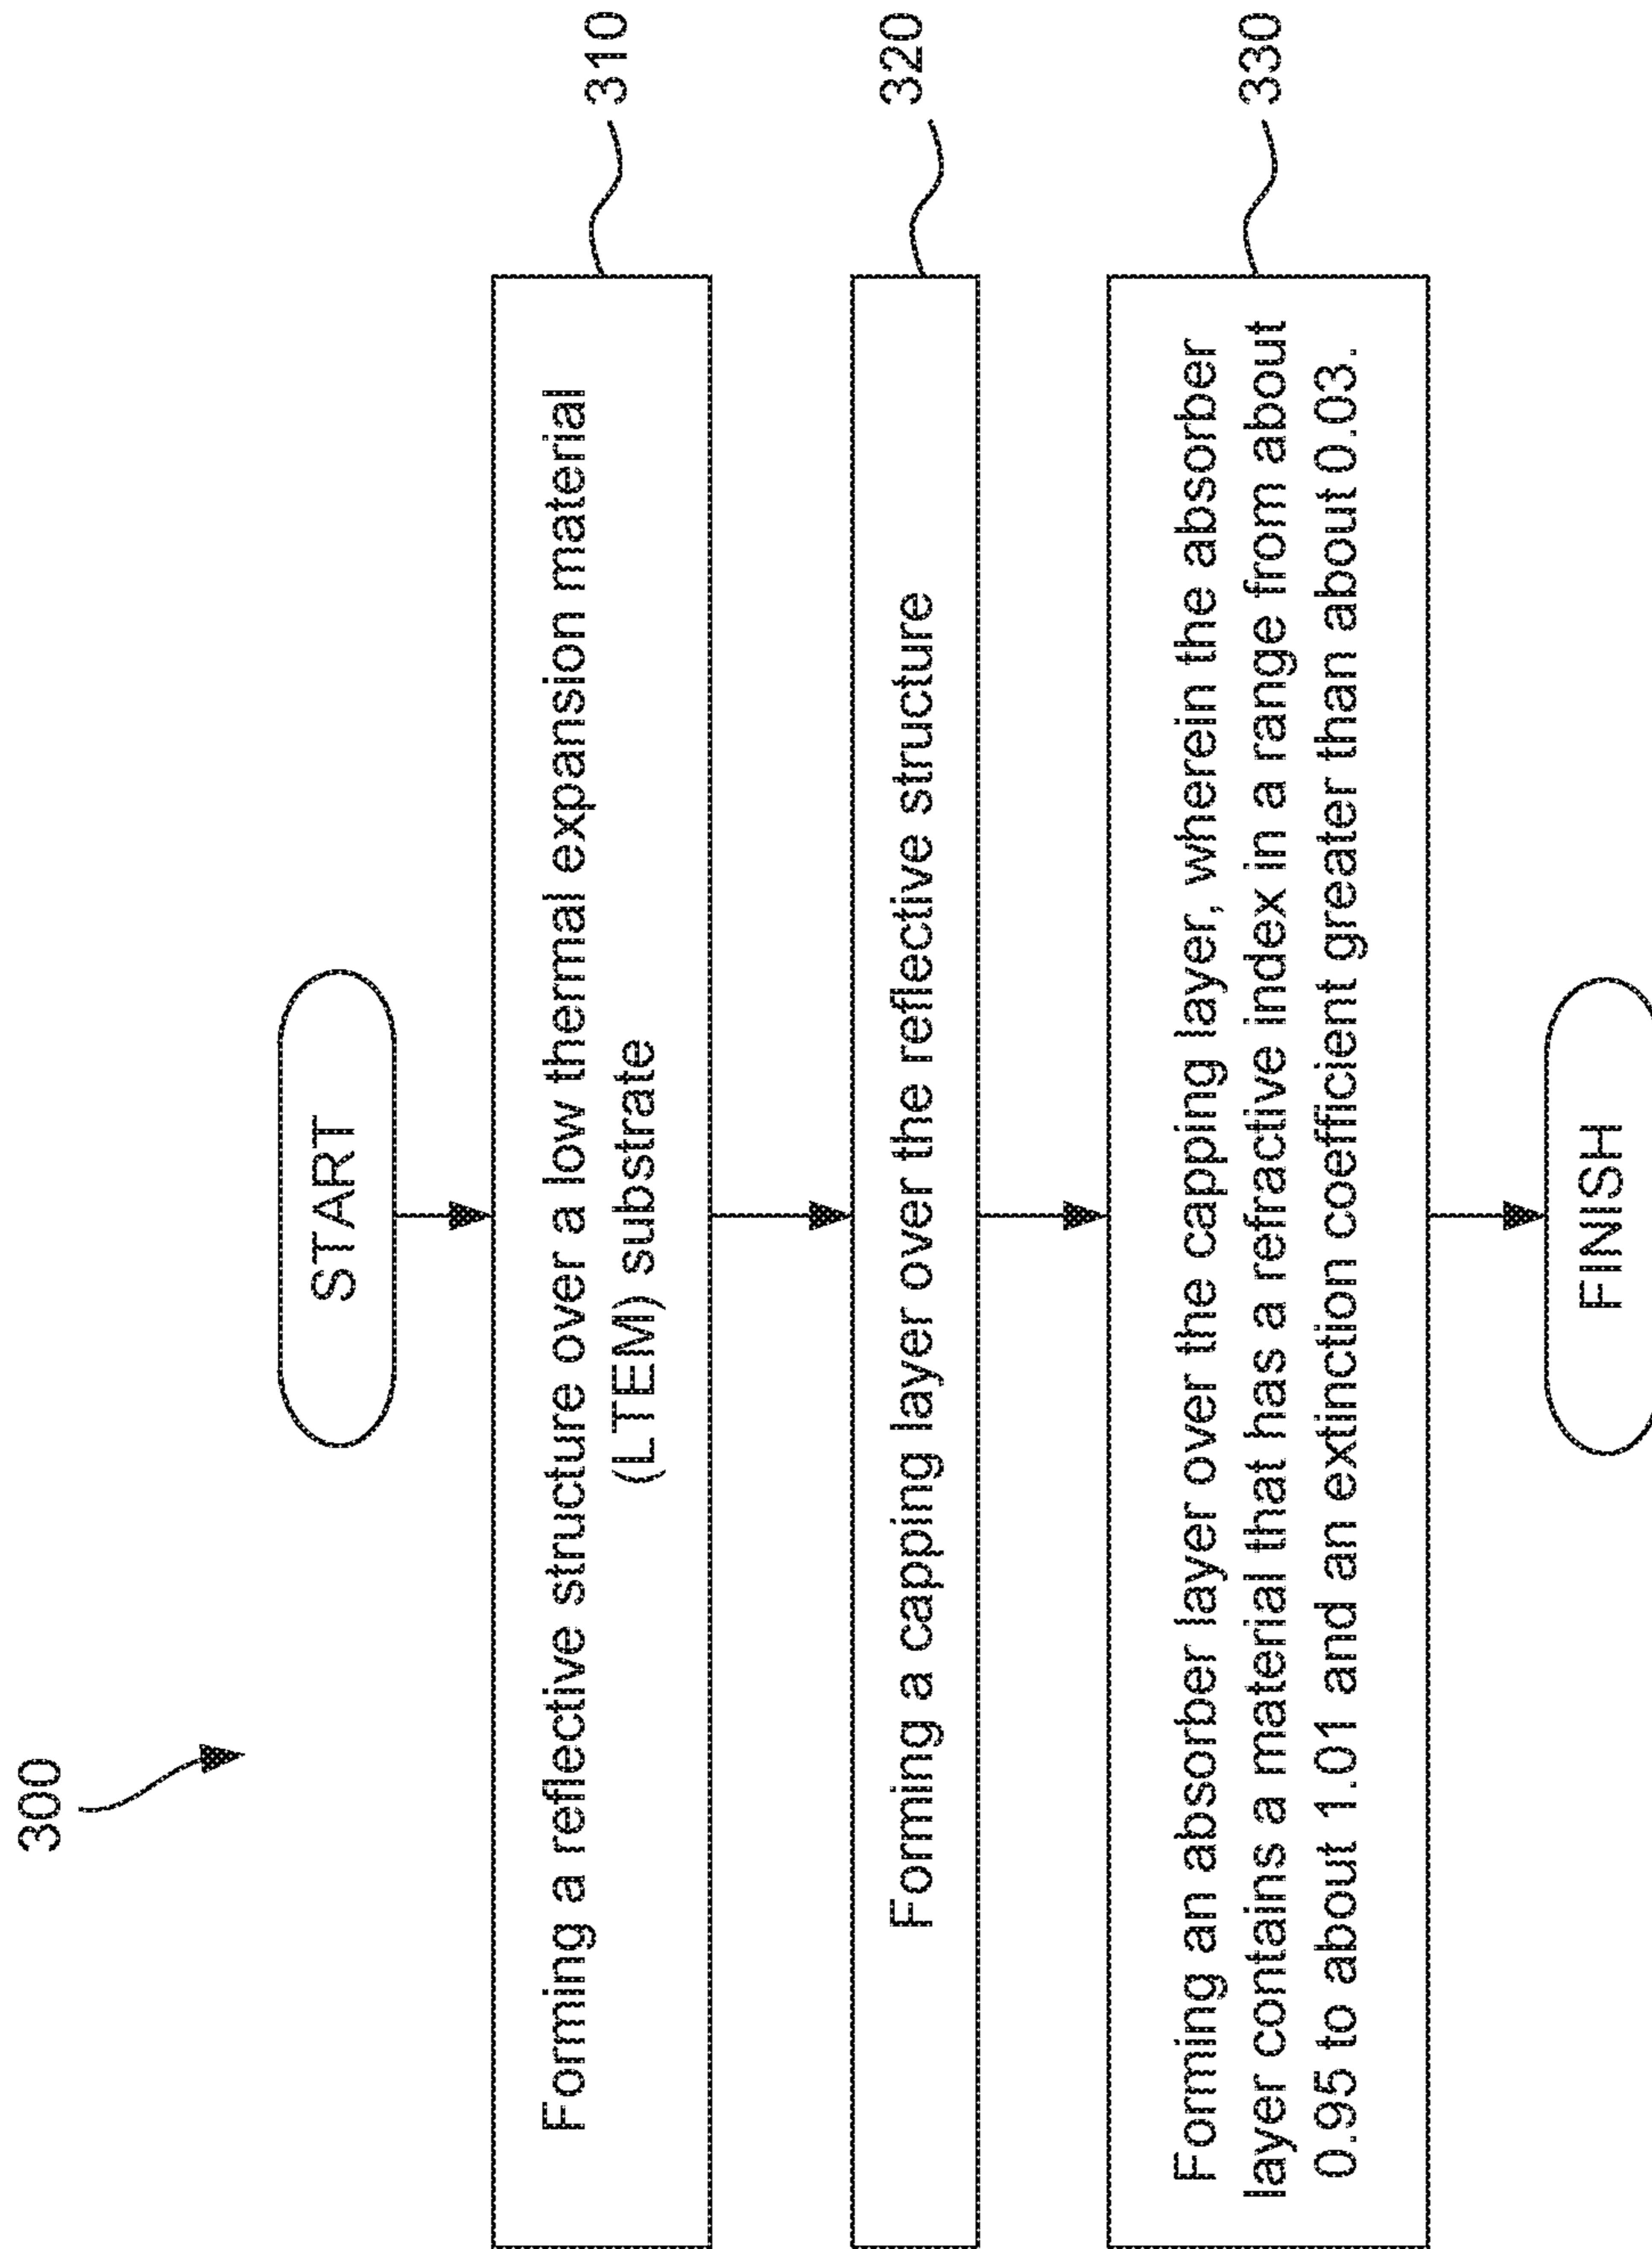 300
START
Forming a reflective structure over a low thermal expansion material
(LTEM) substrate
310
Forming a capping layer over the reflective structure
320
Forming an absorber layer over the capping layer, wherein the absorber
layer contains a material that has a refractive index in a range from about
0.95 to about 1.01 and an extinction coefficient greater than about 0.03.
330
FINISH